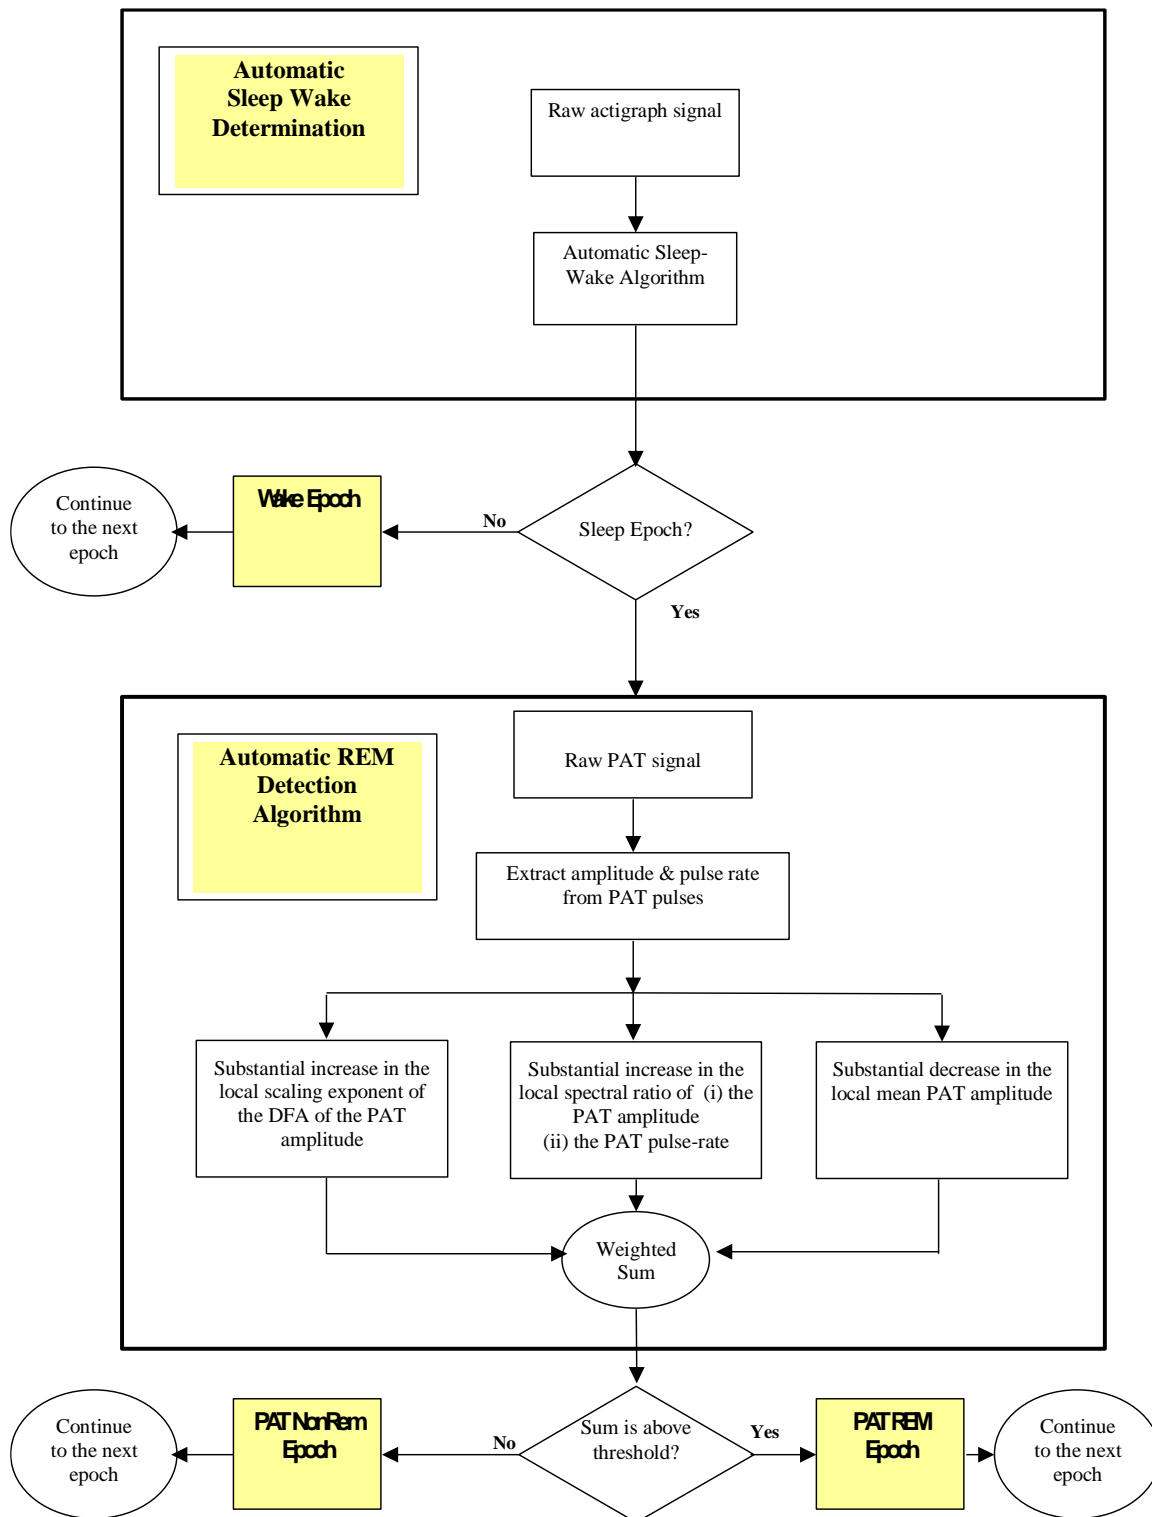 Automatic
Sleep Wake
Determination
Raw actigraph signal
Automatic Sleep-
Wake Algorithm
Continue
to the next
epoch
Wake Epoch
No
Sleep Epoch?
Yes
Automatic REM
Detection
Algorithm
Raw PAT signal
Extract amplitude & pulse rate
from PAT pulses
Substantial increase in the
local scaling exponent of
the DFA of the PAT
amplitude
Substantial increase in the
local spectral ratio of (i) the
PAT amplitude
(ii) the PAT pulse-rate
Substantial decrease in the
local mean PAT amplitude
Weighted
Sum
Continue
to the next
epoch
PAT NonRem
Epoch
No
Sum is above
threshold?
Yes
PAT REM
Epoch
Continue
to the next
epoch